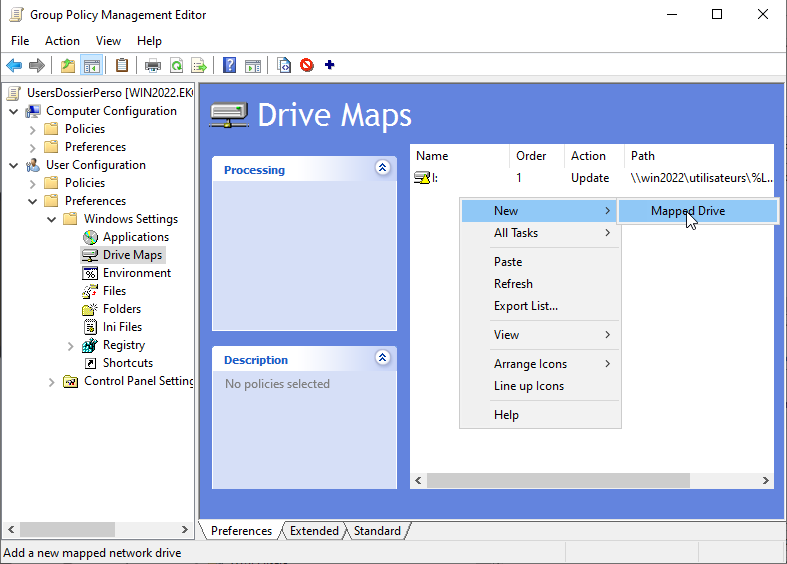 Group Policy Management Editor
File Action View Help
UsersDossierPerso [WIN2022.EK
Computer Configuration
Policies
Preferences
User Configuration
Policies
Preferences
Windows Settings
Applications
Drive Maps
Environment
Files
Folders
Ini Files
Registry
Shortcuts
Control Panel Setting
Drive Maps
Processing
Description
No policies selected
Name Order Action Path
I: 1 Update \\win2022\utilisateurs\%L...
New
All Tasks
Paste
Refresh
Export List...
View
Arrange Icons
Line up Icons
Help
Mapped Drive
Preferences Extended Standard
Add a new mapped network drive